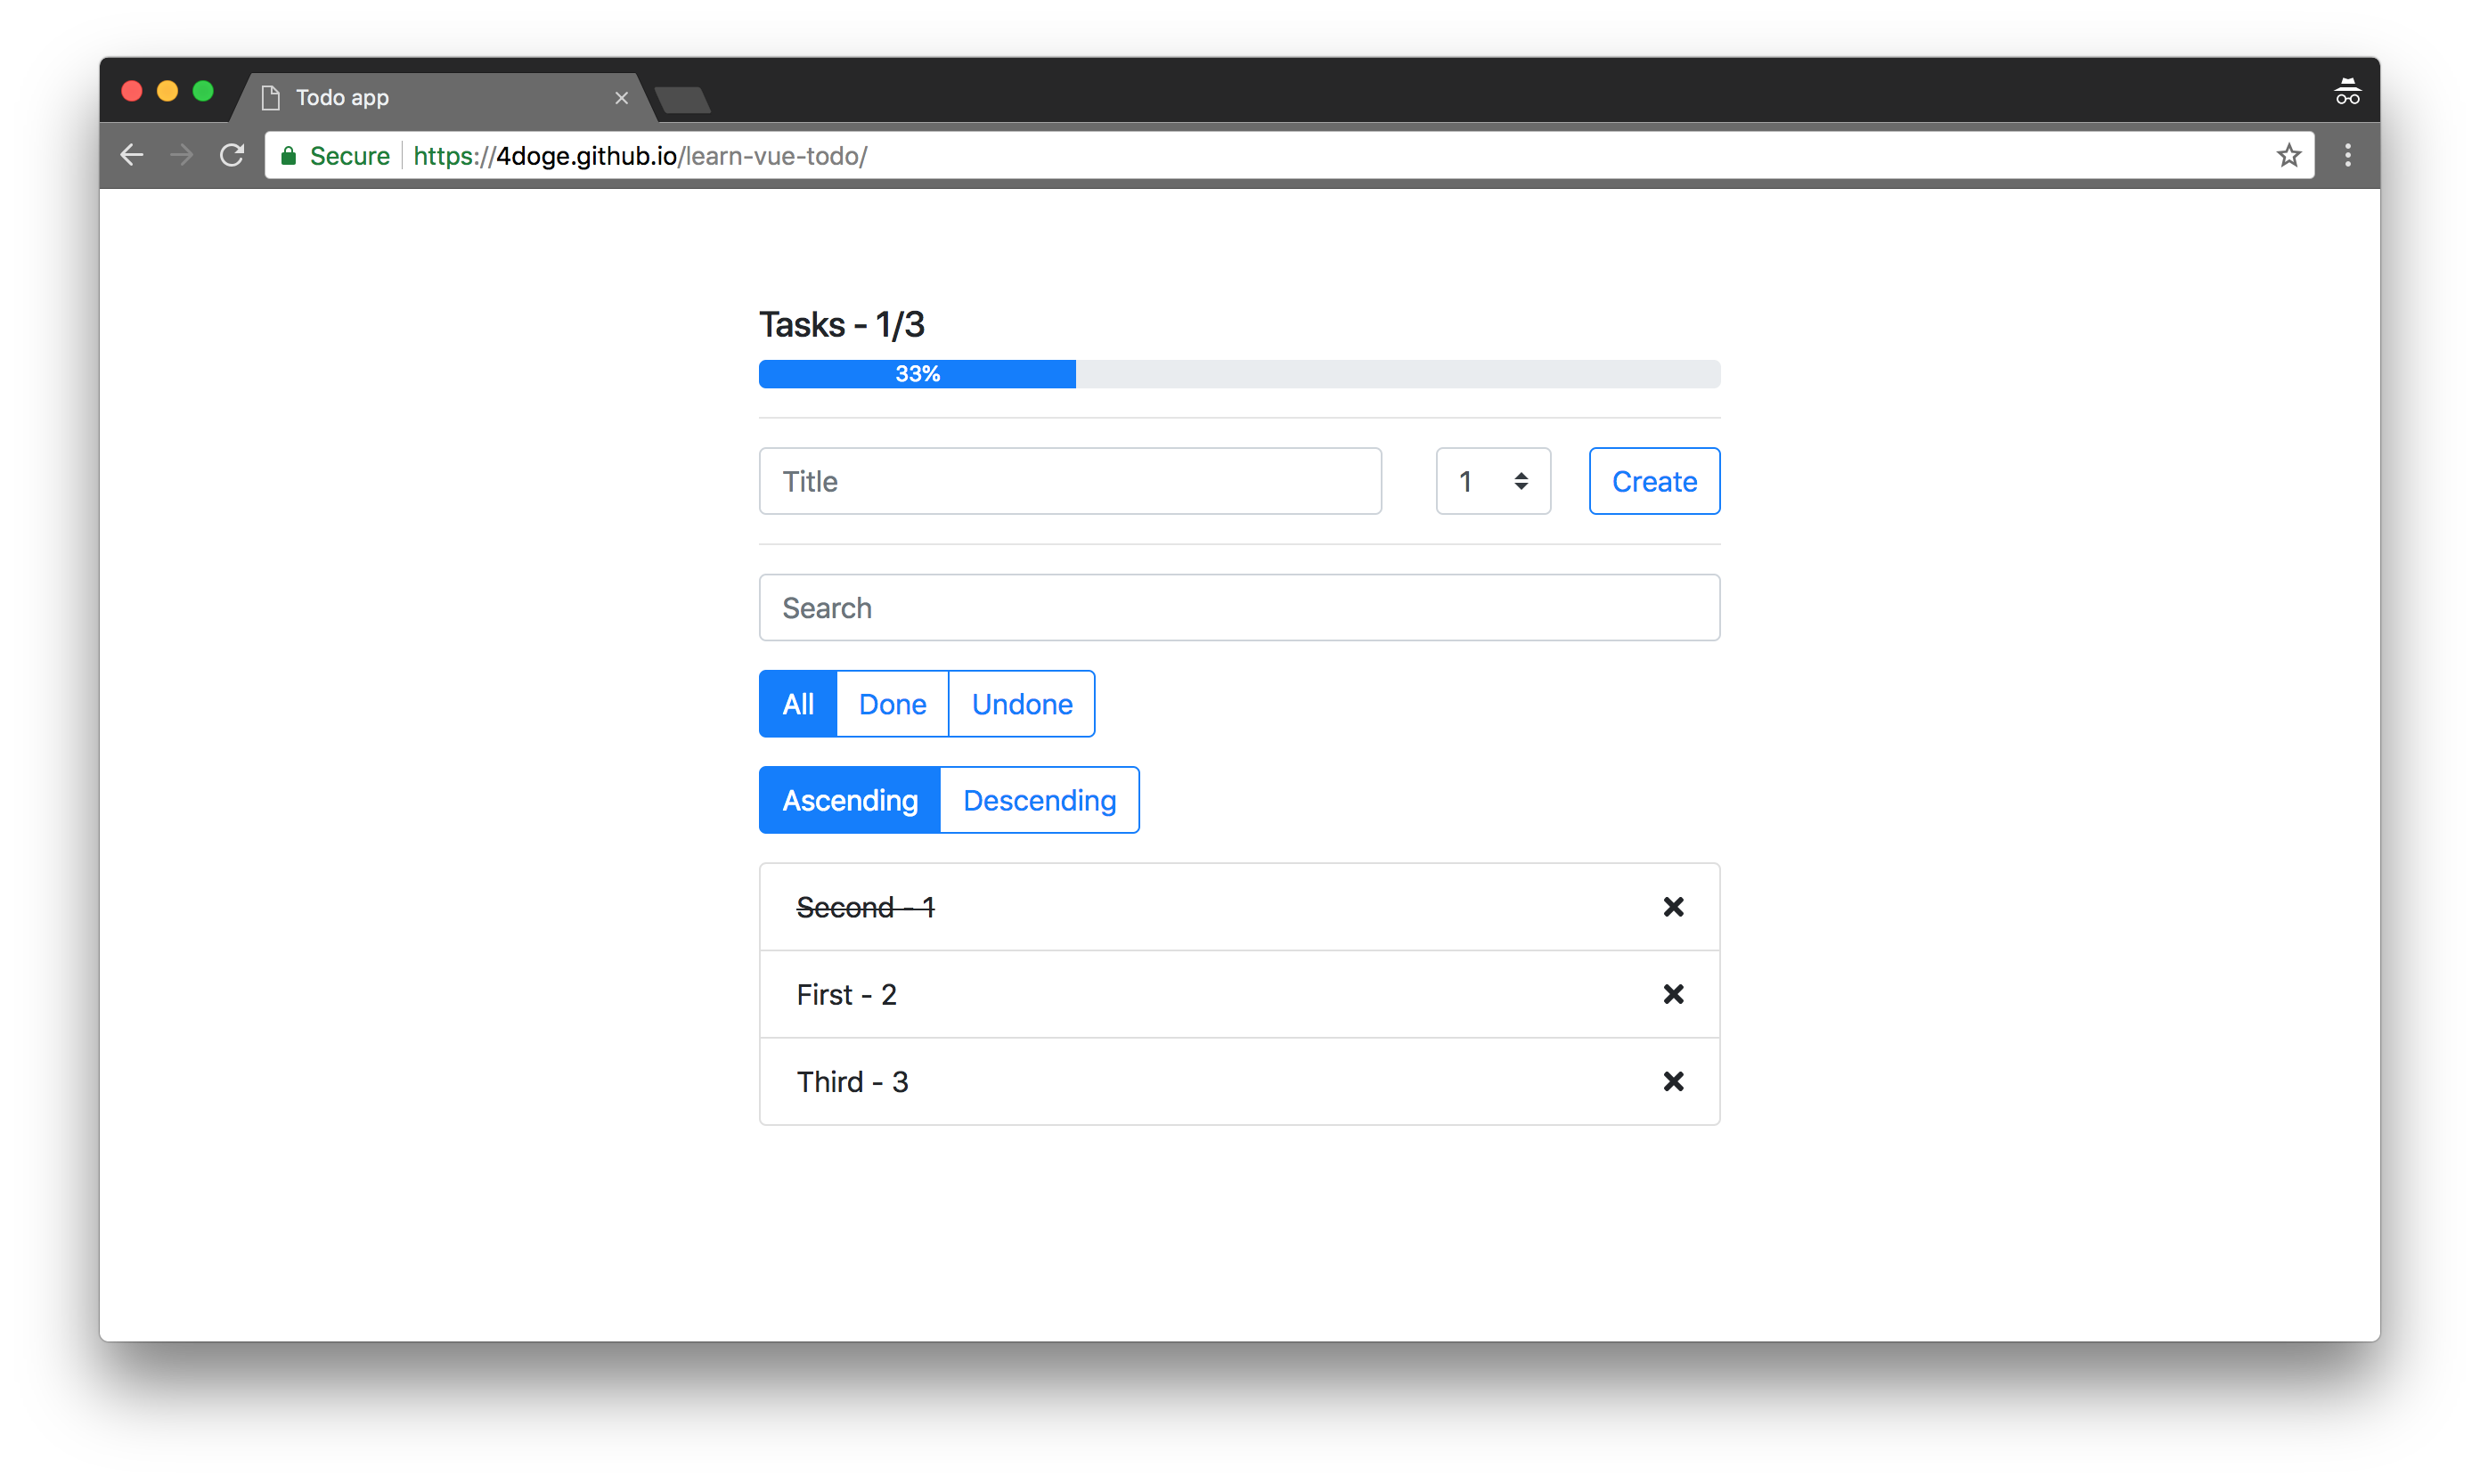 Todo app
Secure https://4doge.github.io/learn-vue-todo/
Tasks - 1/3
33%
Title 1 Create
Search
All Done Undone
Ascending Descending
Second - 1
First - 2
Third - 3